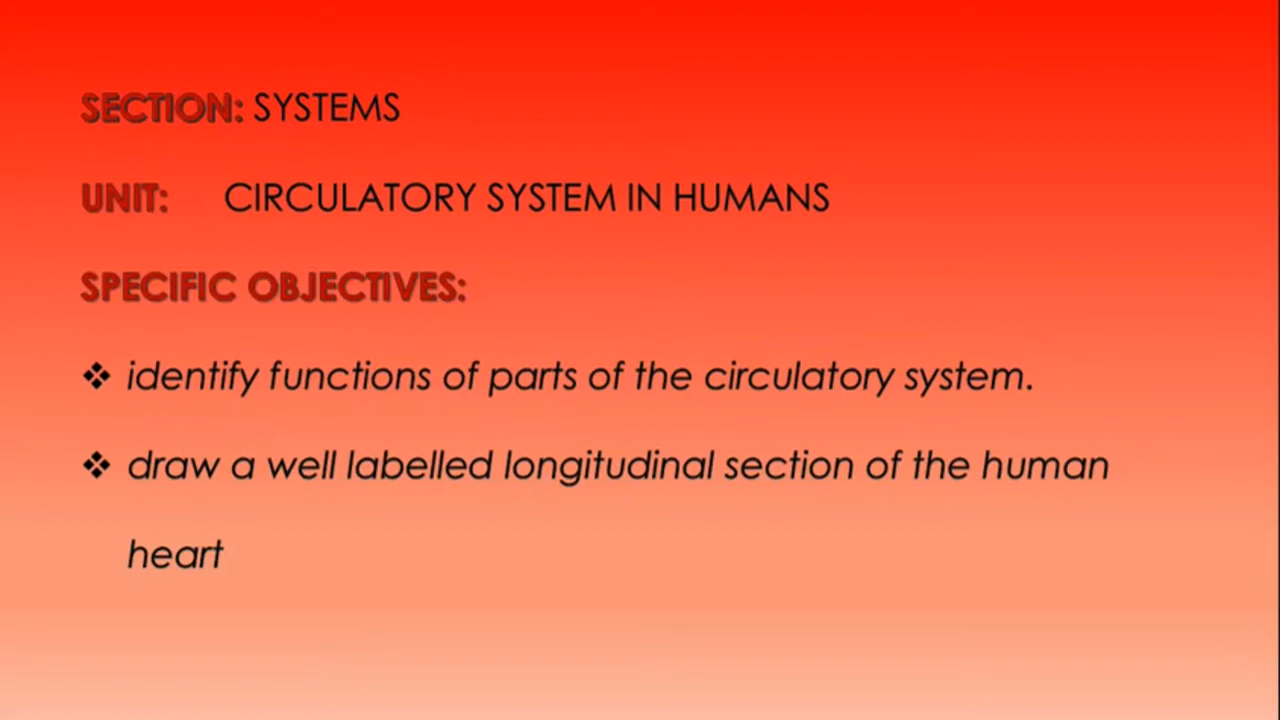 SECTION: SYSTEMS
UNIT: CIRCULATORY SYSTEM IN HUMANS
SPECIFIC OBJECTIVES:
❖ identify functions of parts of the circulatory system.
❖ draw a well labelled longitudinal section of the human
heart